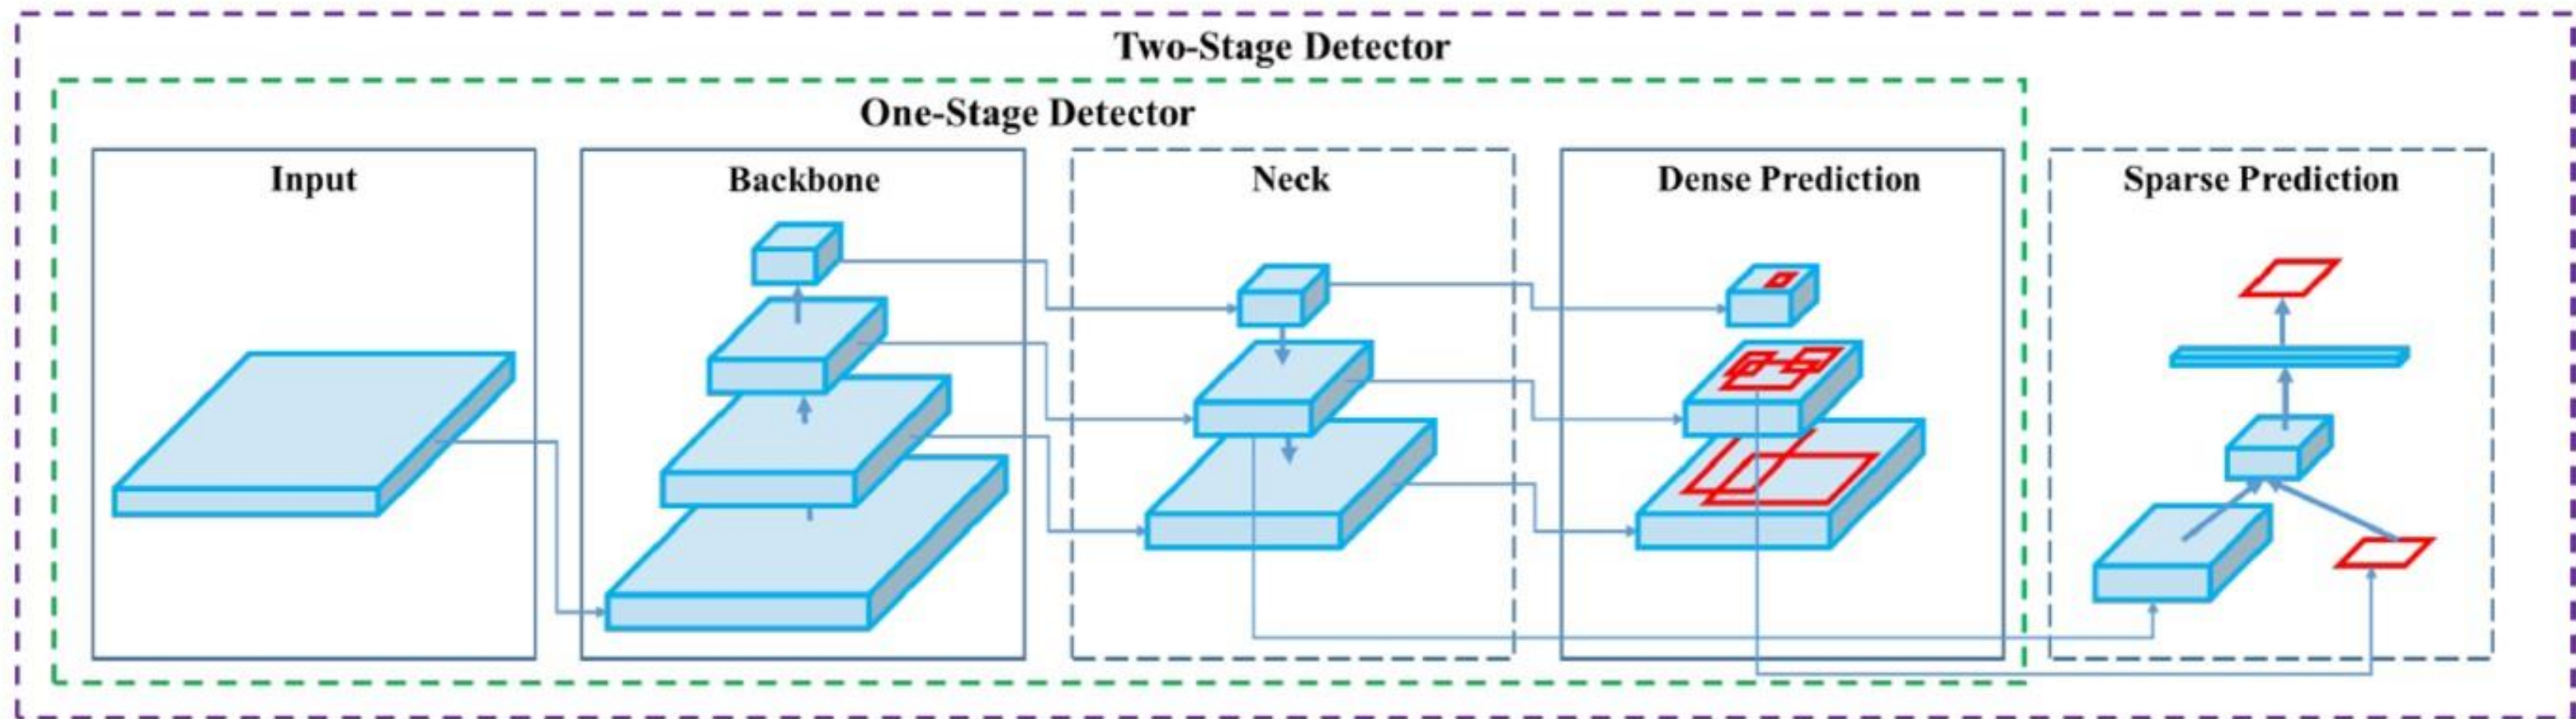 Two-Stage Detector
One-Stage Detector
Input
Backbone
Neck
Dense Prediction
Sparse Prediction